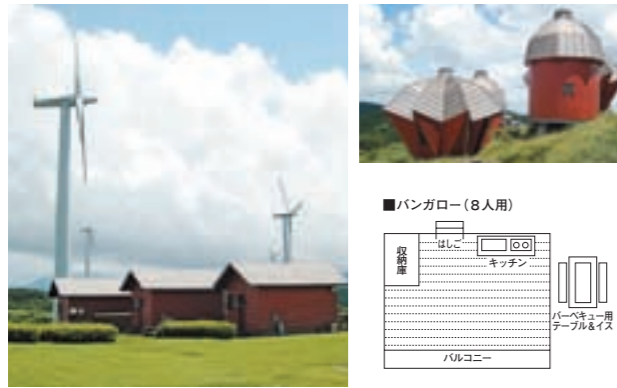 ■バンガロー(8人用)
はしご
収納庫
キッチン
バーベキュー用
テーブル&イス
バルコニー